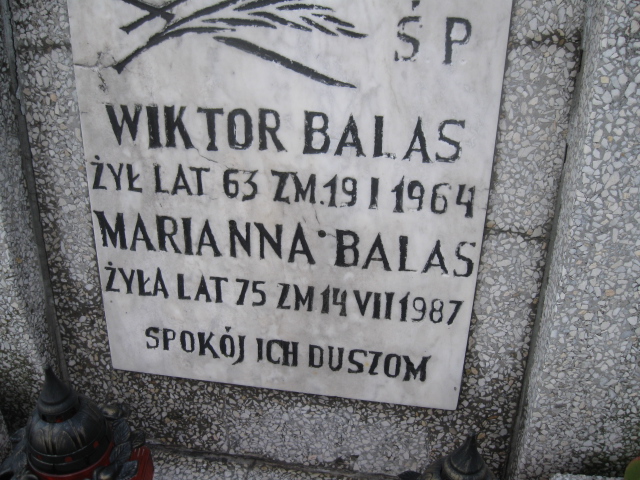 ŚP
WIKTOR BALAS
ŻYŁ LAT 63 ZM.19 I 1964
MARIANNA BALAS
ŻYŁA LAT 75 ZM 14 VII 1987
SPOKÓJ ICH DUSZOM